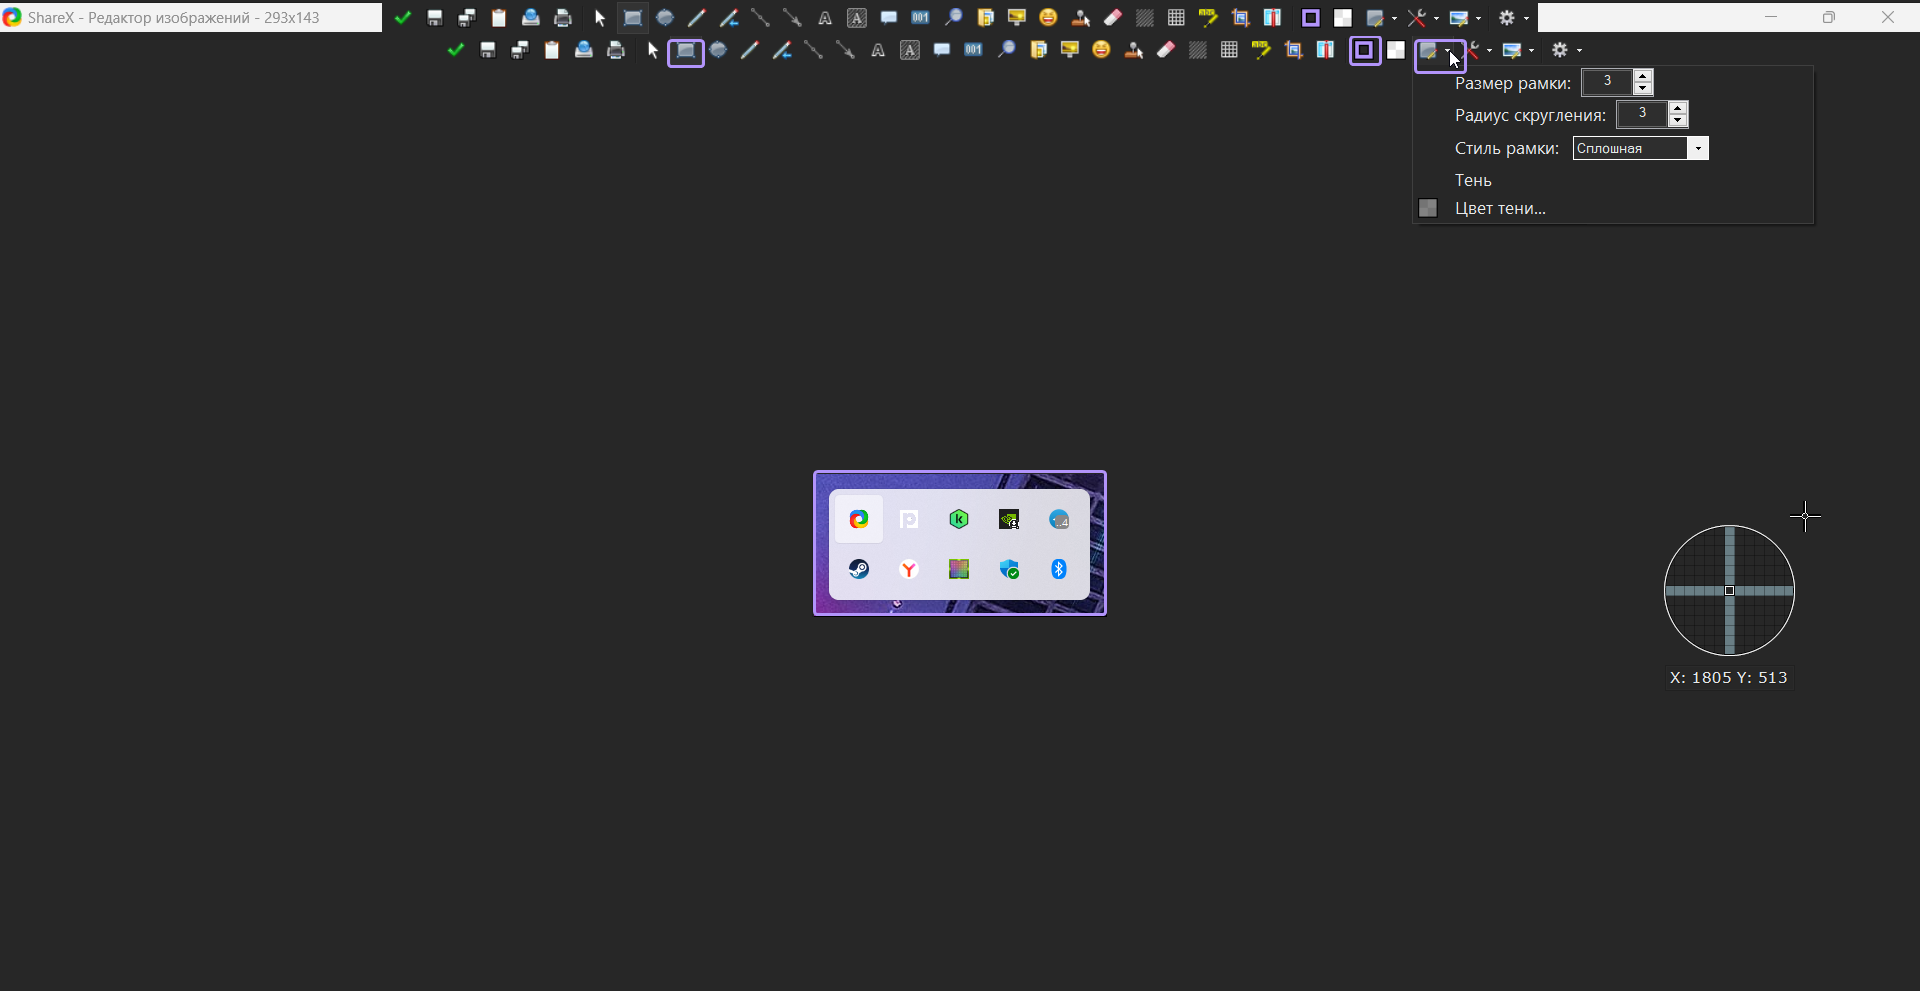 ShareX - Редактор изображений - 293x143
Размер рамки: 3
Радиус скругления: 3
Стиль рамки: Сплошная
Тень
Цвет тени...
X: 1805 Y: 513